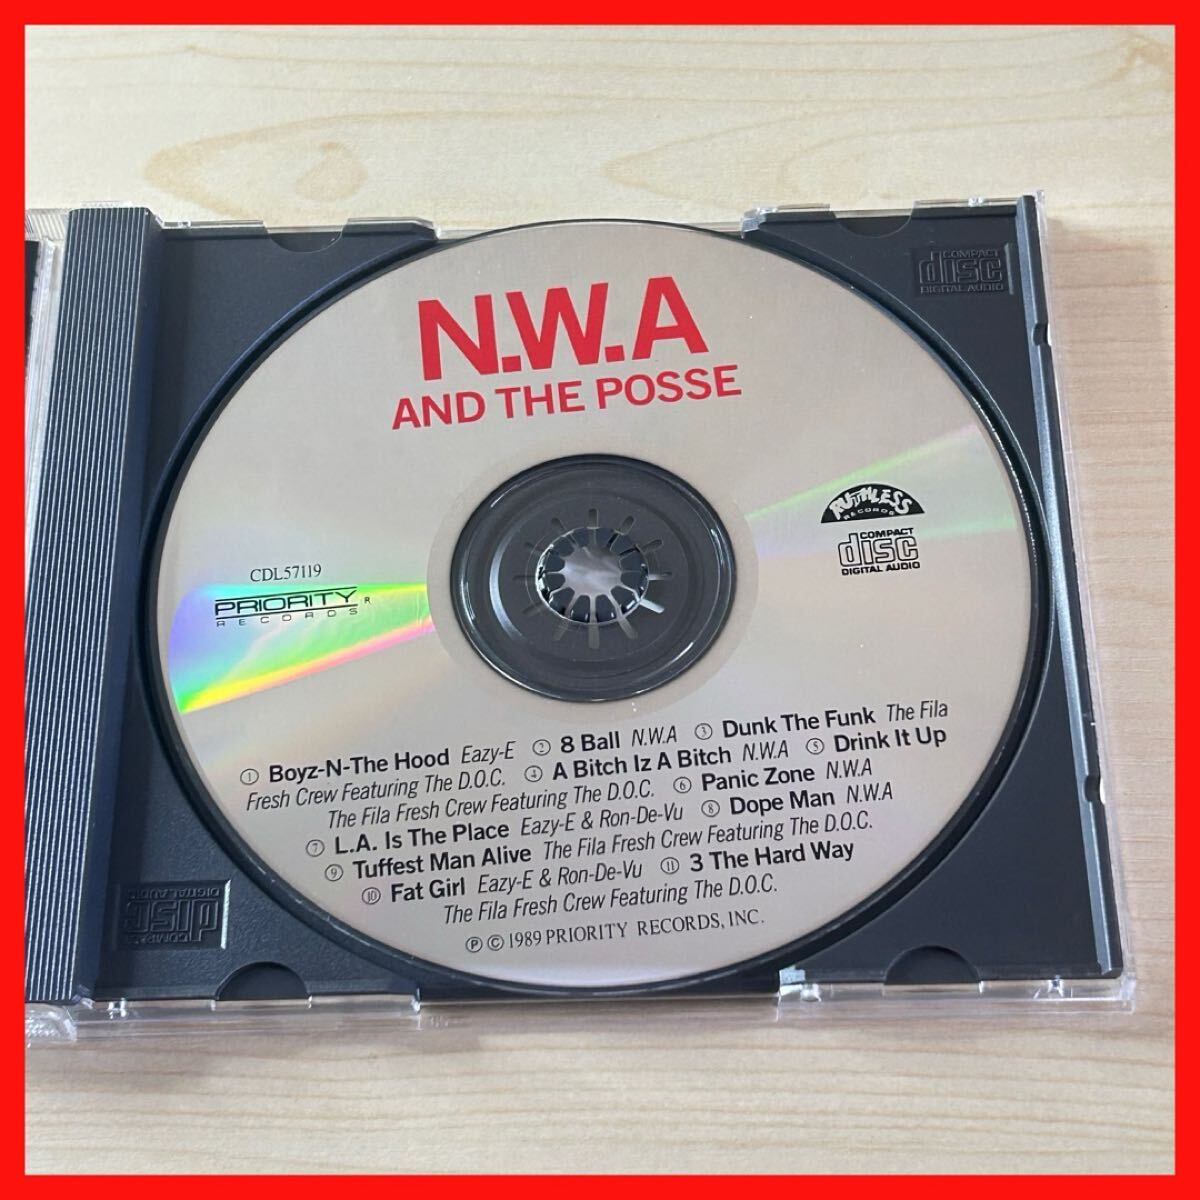 N.W.A
AND THE POSSE
COMPACT
disc
DIGITAL AUDIO
RUTHLESS
RECORDS
COMPACT
disc
DIGITAL AUDIO
CDL57119
PRIORITY R
RECORDS
① Boyz-N-The Hood Eazy-E ② 8 Ball N.W.A ③ Dunk The Funk The Fila
Fresh Crew Featuring The D.O.C. ④ A Bitch Iz A Bitch N.W.A ⑤ Drink It Up
The Fila Fresh Crew Featuring The D.O.C. ⑥ Panic Zone N.W.A
⑦ L.A. Is The Place Eazy-E & Ron-De-Vu ⑧ Dope Man N.W.A
⑨ Tuffest Man Alive The Fila Fresh Crew Featuring The D.O.C.
⑩ Fat Girl Eazy-E & Ron-De-Vu ⑪ 3 The Hard Way
The Fila Fresh Crew Featuring The D.O.C.
℗ © 1989 PRIORITY RECORDS, INC.
COMPACT
disc
DIGITAL AUDIO